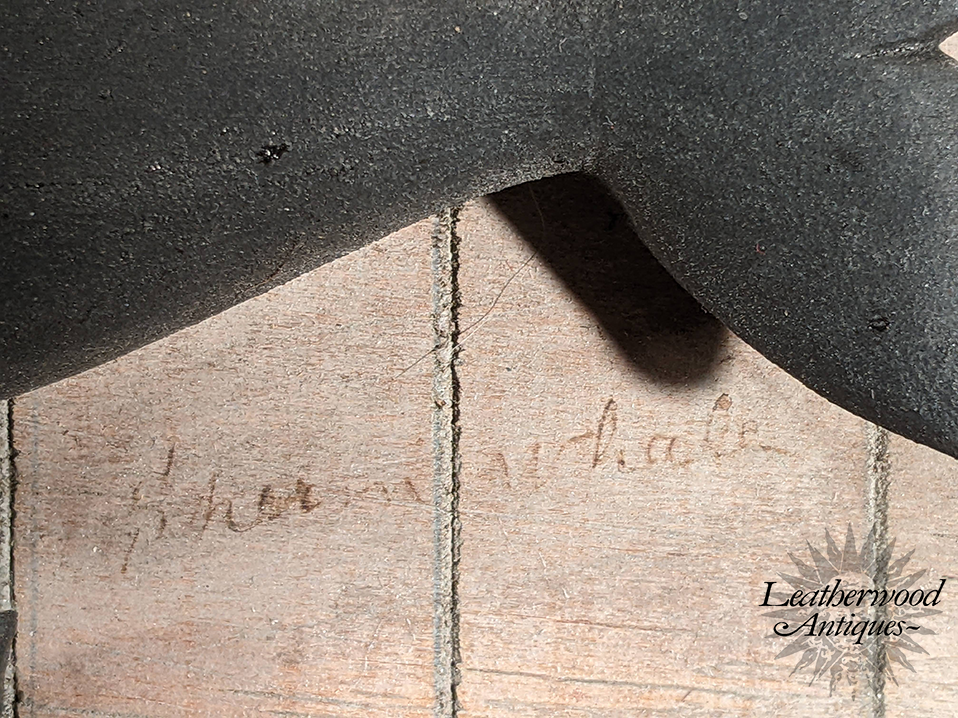 Sperm whale
Leatherwood
Antiques~